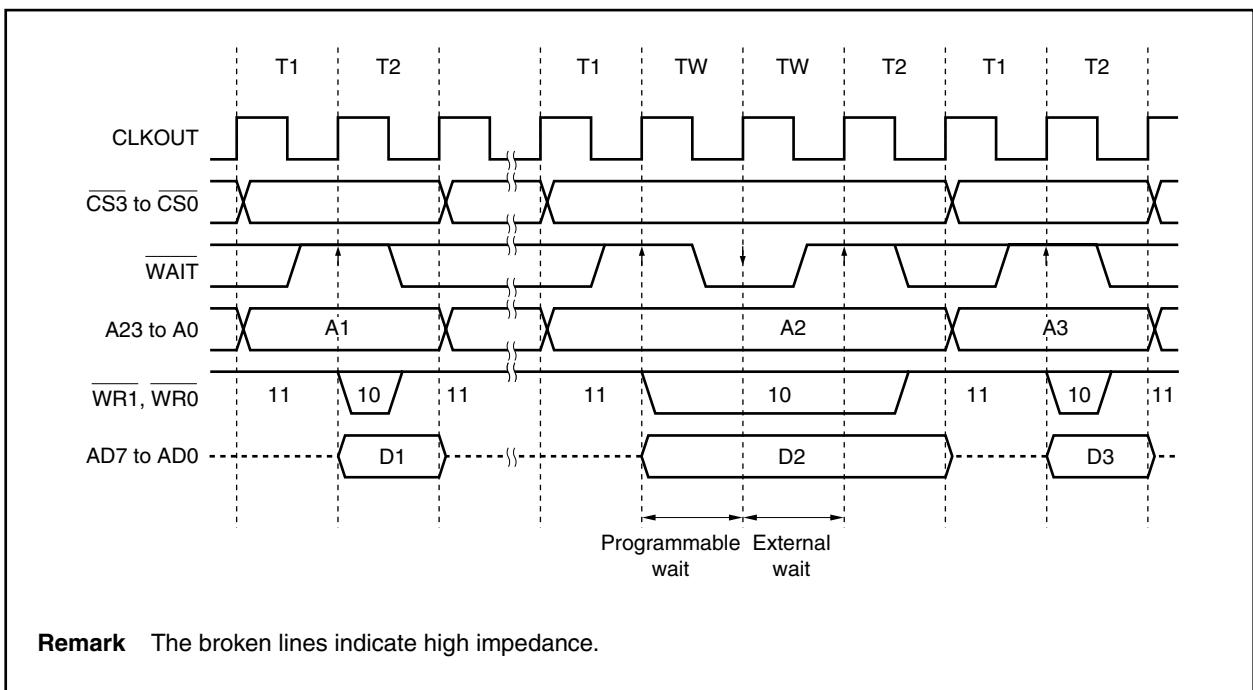 T1 T2 T1 TW TW T2 T1 T2
CLKOUT
CS3 to CS0
WAIT
A23 to A0 A1 A2 A3
WR1, WR0 11 10 11 11 10 11 10 11
AD7 to AD0 D1 D2 D3
Programmable wait
External wait
Remark The broken lines indicate high impedance.